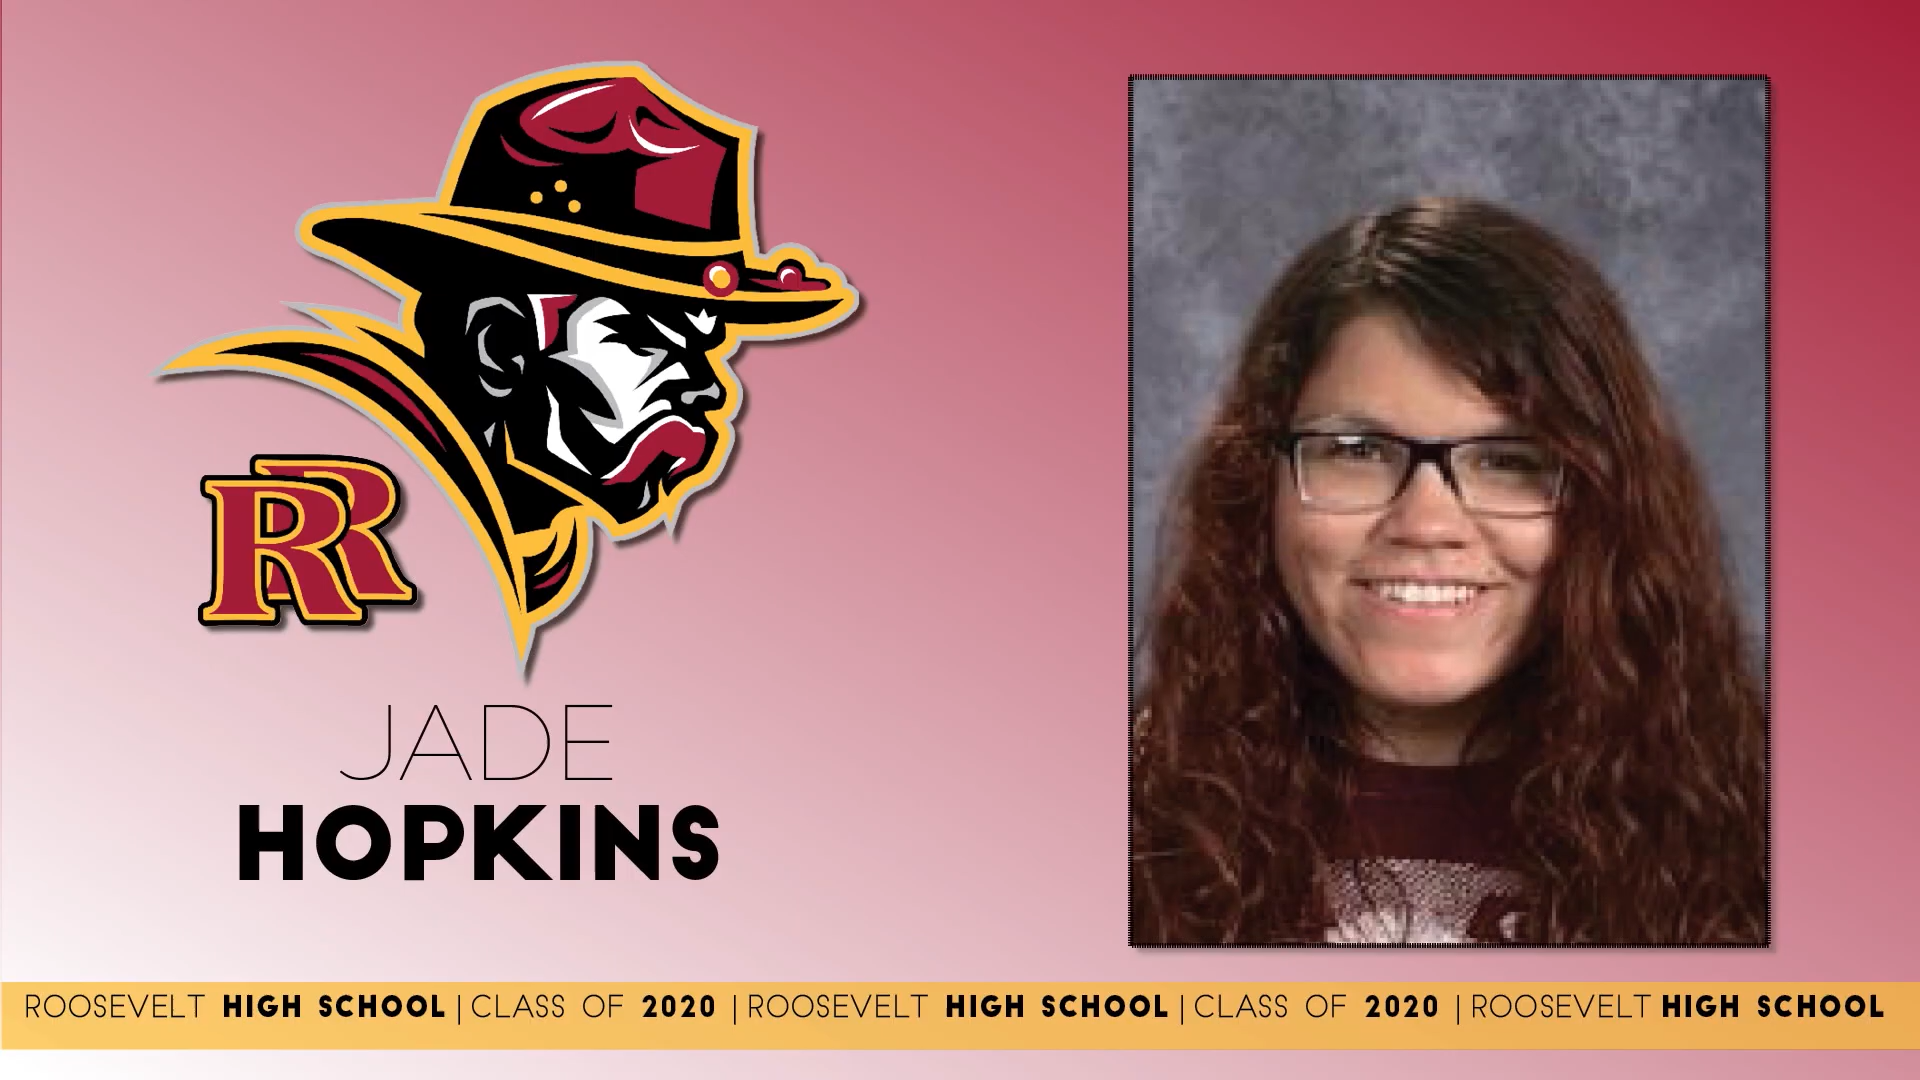 RR
JADE
HOPKINS
ROOSEVELT HIGH SCHOOL | CLASS OF 2020 | ROOSEVELT HIGH SCHOOL | CLASS OF 2020 | ROOSEVELT HIGH SCHOOL